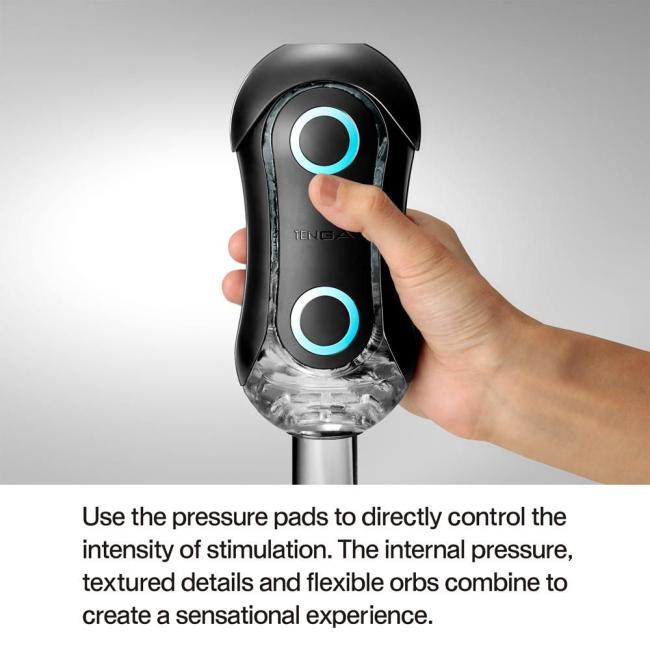 TENGA
Use the pressure pads to directly control the
intensity of stimulation. The internal pressure,
textured details and flexible orbs combine to
create a sensational experience.